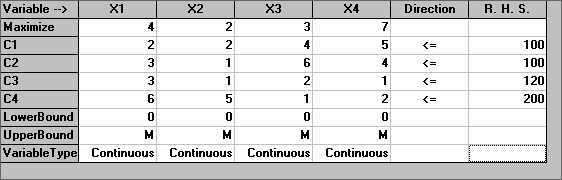 Variable --> X1 X2 X3 X4 Direction R. H. S.
Maximize 4 2 3 7
C1 2 2 4 5 <= 100
C2 3 1 6 4 <= 100
C3 3 1 2 1 <= 120
C4 6 5 1 2 <= 200
LowerBound 0 0 0 0
UpperBound M M M M
VariableType Continuous Continuous Continuous Continuous